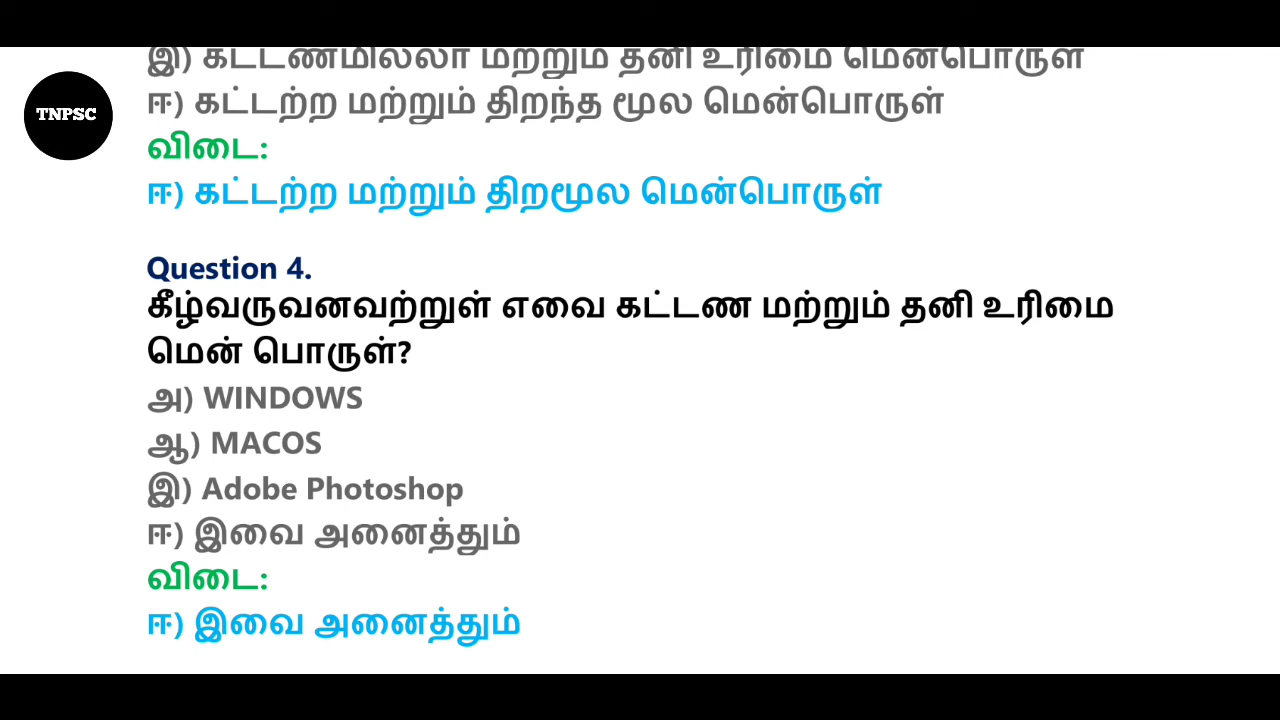 இ) கட்டணமில்லா மற்றும் தனி உரிமை மென்பொருள்
TNPSC
ஈ) கட்டற்ற மற்றும் திறந்த மூல மென்பொருள்
விடை:
ஈ) கட்டற்ற மற்றும் திறமூல மென்பொருள்
Question 4.
கீழ்வருவனவற்றுள் எவை கட்டண மற்றும் தனி உரிமை
மென் பொருள்?
அ) WINDOWS
ஆ) MACOS
இ) Adobe Photoshop
ஈ) இவை அனைத்தும்
விடை:
ஈ) இவை அனைத்தும்